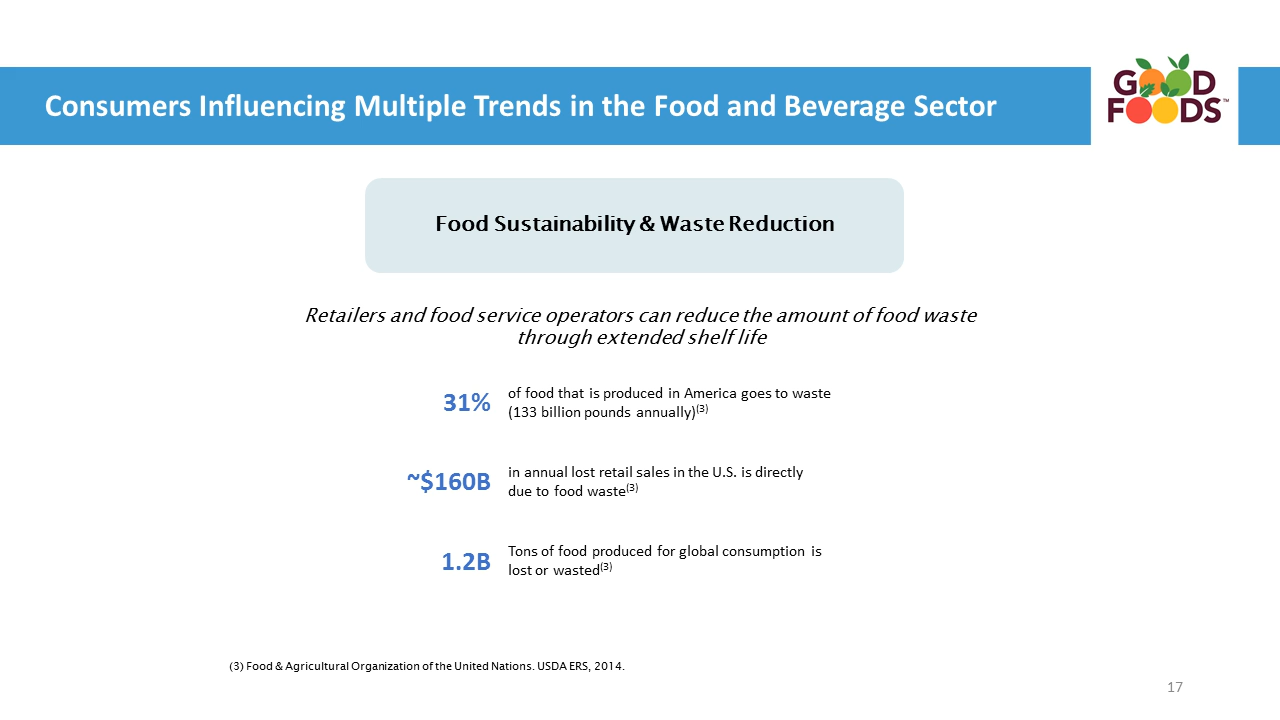 Consumers Influencing Multiple Trends in the Food and Beverage Sector
GOOD
FOODS™
Food Sustainability & Waste Reduction
Retailers and food service operators can reduce the amount of food waste
through extended shelf life
31%
of food that is produced in America goes to waste
(133 billion pounds annually)(3)
~$160B
in annual lost retail sales in the U.S. is directly
due to food waste(3)
1.2B
Tons of food produced for global consumption is
lost or wasted(3)
(3) Food & Agricultural Organization of the United Nations. USDA ERS, 2014.
17